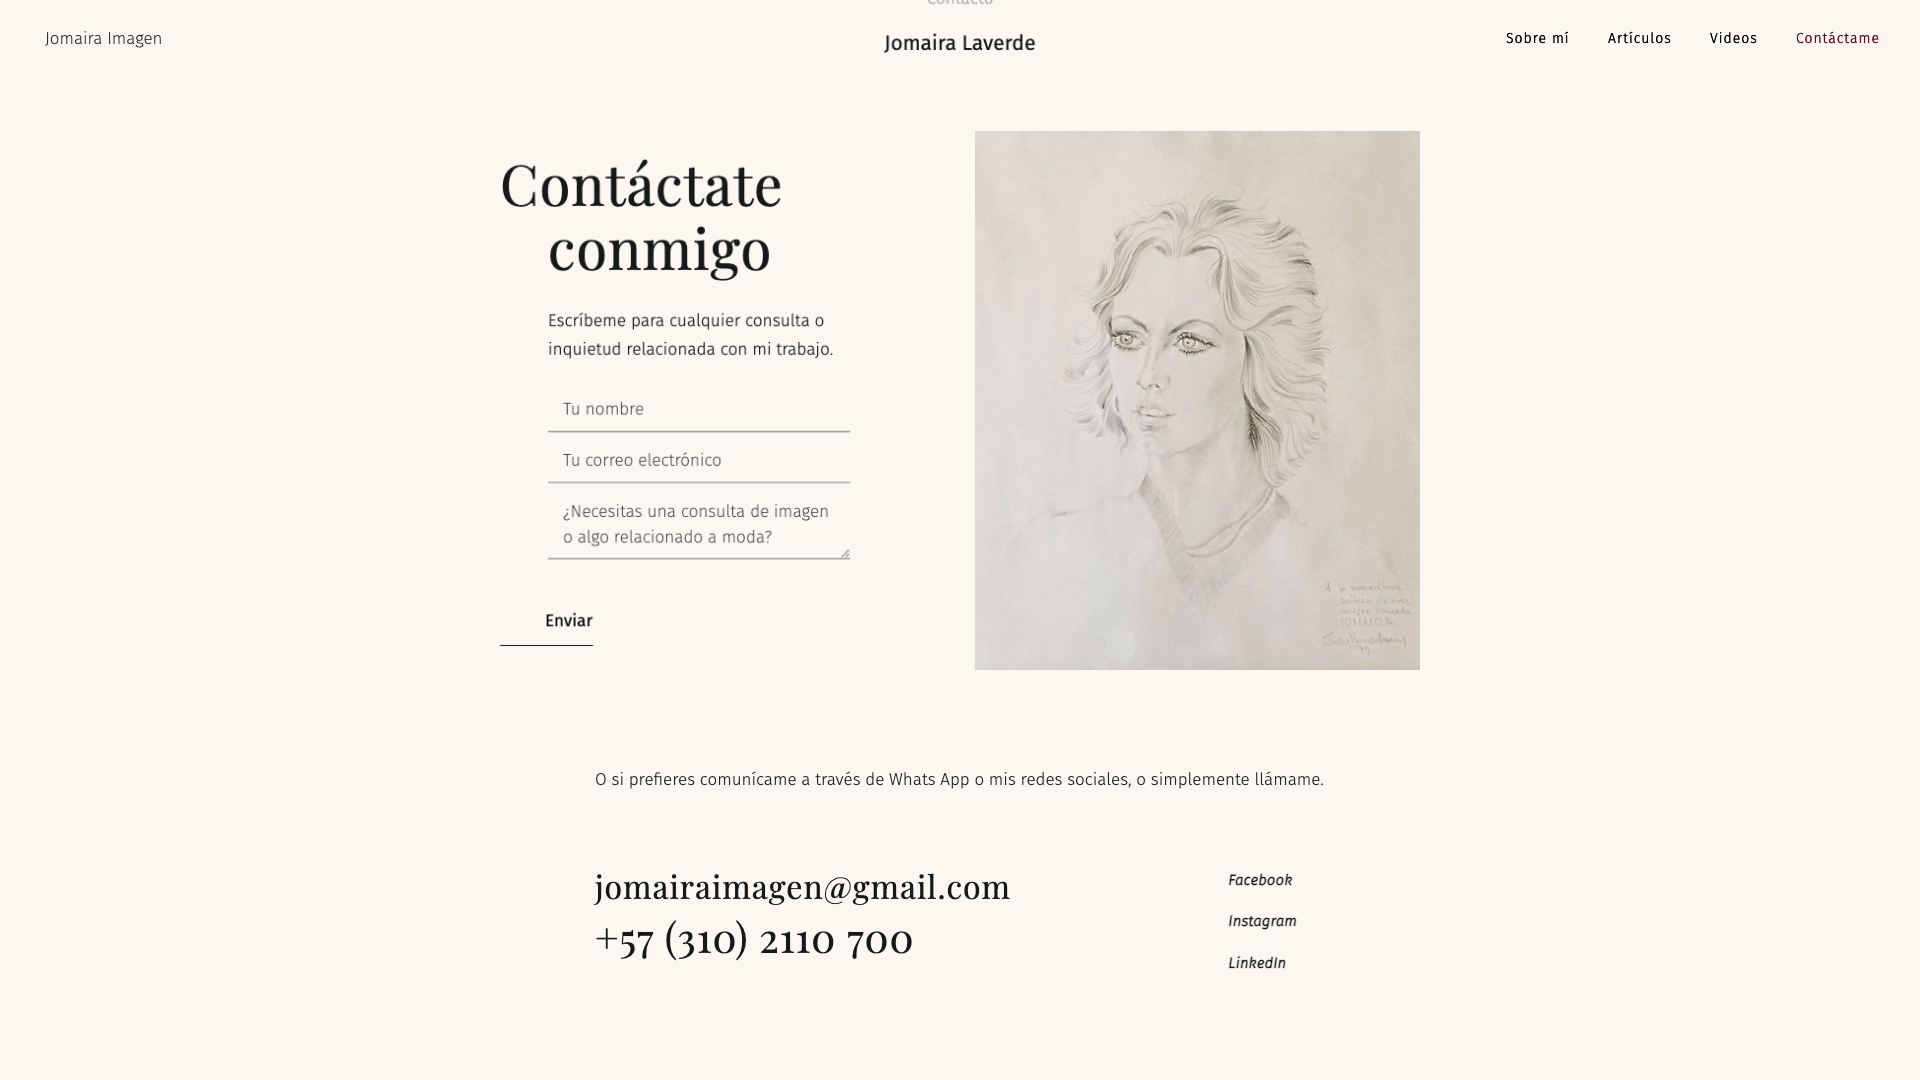 Contacto
Jomaira Imagen
Jomaira Laverde
Sobre mí
Artículos
Videos
Contáctame
Contáctate
conmigo
Escríbeme para cualquier consulta o
inquietud relacionada con mi trabajo.
Tu nombre
Tu correo electrónico
¿Necesitas una consulta de imagen
o algo relacionado a moda?
Enviar
O si prefieres comunícame a través de Whats App o mis redes sociales, o simplemente llámame.
jomairaimagen@gmail.com
+57 (310) 2110 700
Facebook
Instagram
LinkedIn